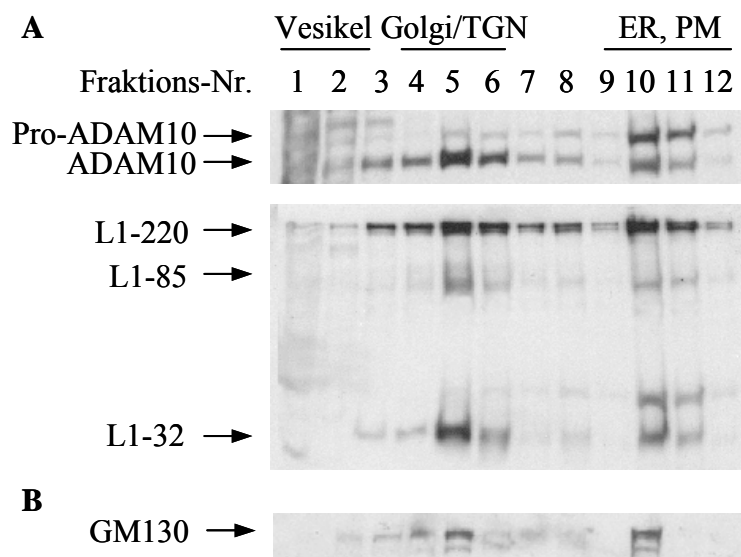 A
Vesikel Golgi/TGN ER, PM
Fraktions-Nr. 1 2 3 4 5 6 7 8 9 10 11 12
Pro-ADAM10
ADAM10
L1-220
L1-85
L1-32
B
GM130